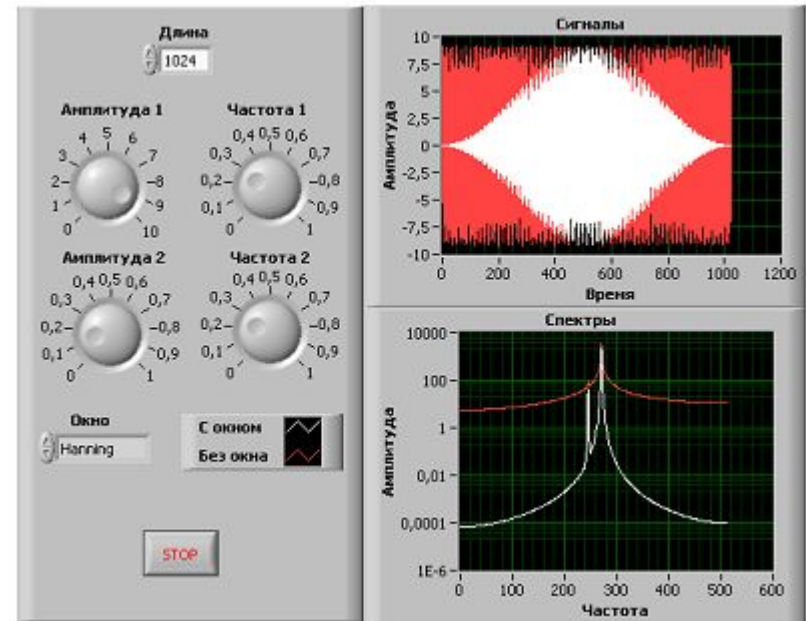 Длина
1024
Амплитуда 1
0 1 2 3 4 5 6 7 8 9 10
Частота 1
0 0,1 0,2 0,3 0,4 0,5 0,6 0,7 0,8 0,9 1
Амплитуда 2
0 0,1 0,2 0,3 0,4 0,5 0,6 0,7 0,8 0,9 1
Частота 2
0 0,1 0,2 0,3 0,4 0,5 0,6 0,7 0,8 0,9 1
Окно
Hanning
С окном
Без окна
STOP
Сигналы
Амплитуда
10
7,5
5
2,5
0
-2,5
-5
-7,5
-10
0 200 400 600 800 1000 1200
Время
Спектры
Амплитуда
10000
100
1
0,01
0,0001
1E-6
0 100 200 300 400 500 600
Частота